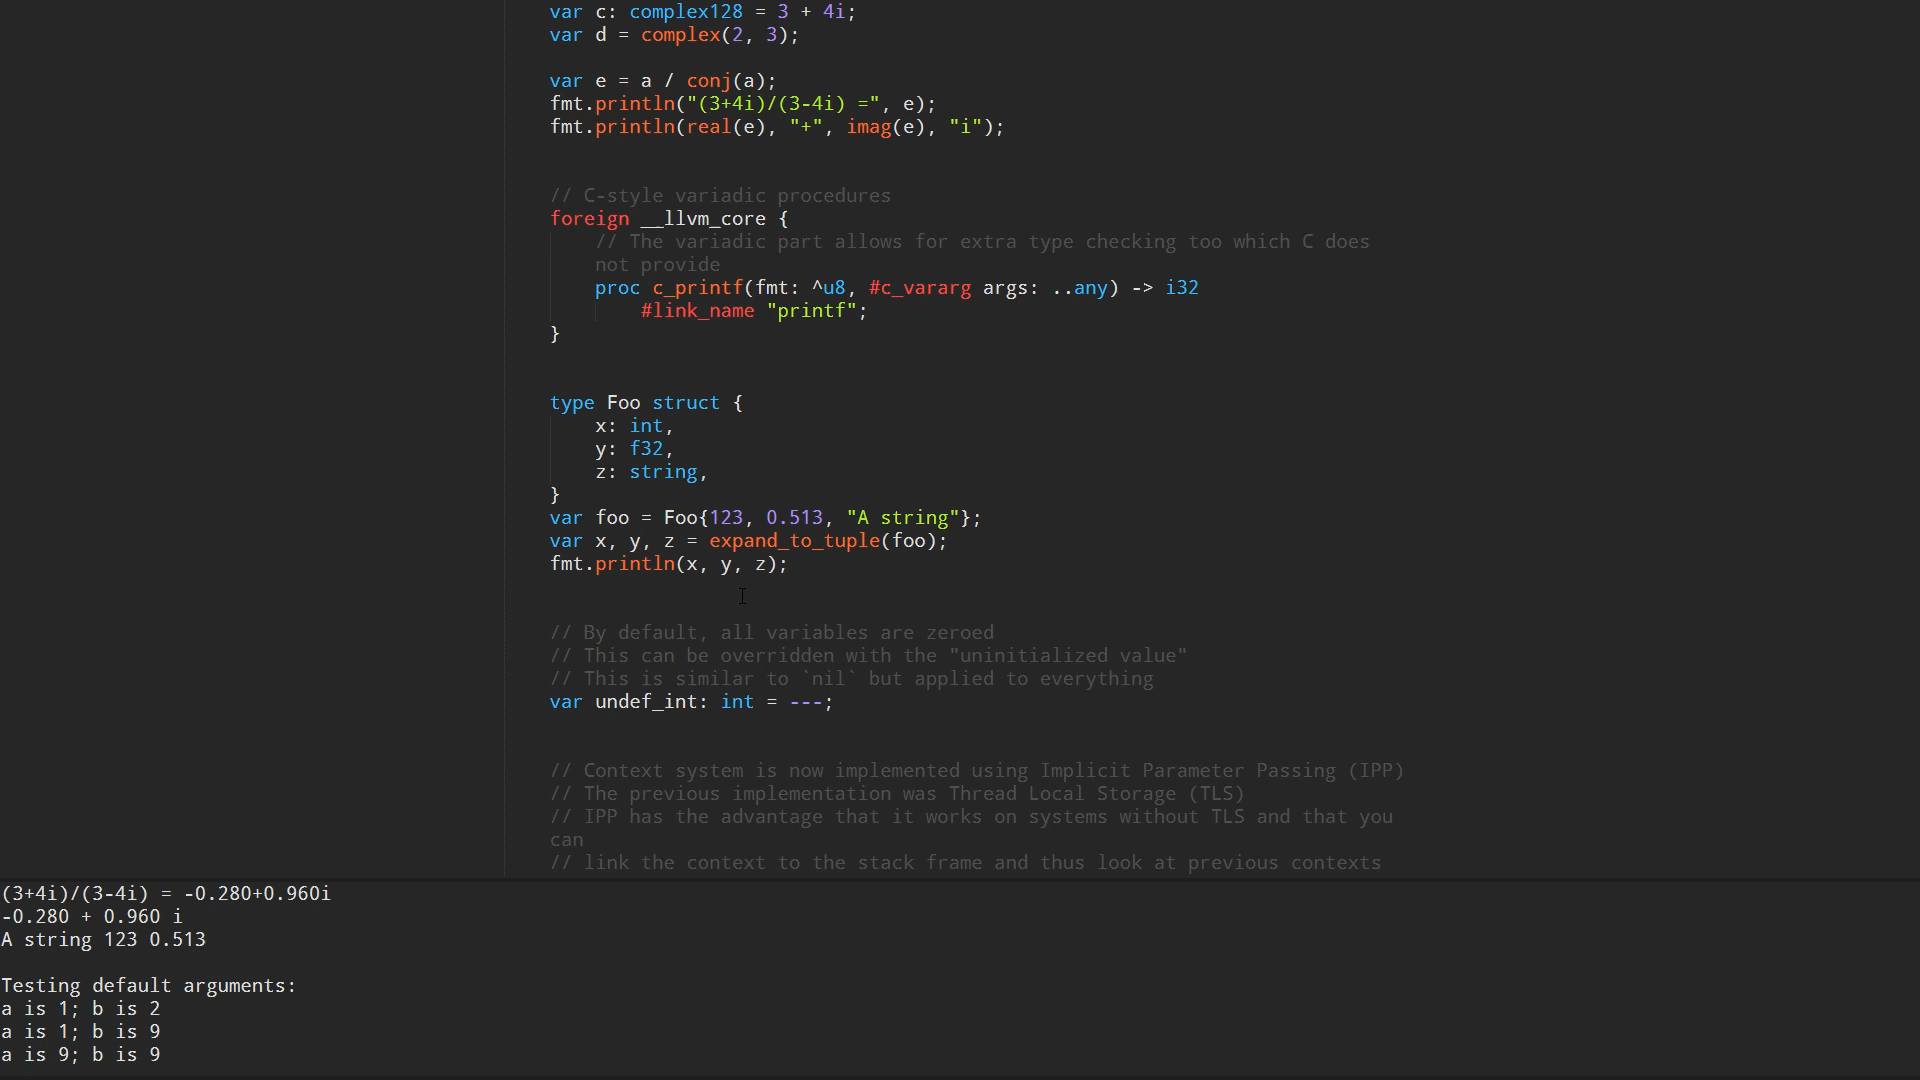 var c: complex128 = 3 + 4i;
var d = complex(2, 3);
var e = a / conj(a);
fmt.println("(3+4i)/(3-4i) =", e);
fmt.println(real(e), "+", imag(e), "i");
// C-style variadic procedures
foreign __llvm_core {
// The variadic part allows for extra type checking too which C does
not provide
proc c_printf(fmt: ^u8, #c_vararg args: ..any) -> i32
#link_name "printf";
}
type Foo struct {
x: int,
y: f32,
z: string,
}
var foo = Foo{123, 0.513, "A string"};
var x, y, z = expand_to_tuple(foo);
fmt.println(x, y, z);
// By default, all variables are zeroed
// This can be overridden with the "uninitialized value"
// This is similar to `nil` but applied to everything
var undef_int: int = ---;
// Context system is now implemented using Implicit Parameter Passing (IPP)
// The previous implementation was Thread Local Storage (TLS)
// IPP has the advantage that it works on systems without TLS and that you
can
// link the context to the stack frame and thus look at previous contexts
(3+4i)/(3-4i) = -0.280+0.960i
-0.280 + 0.960 i
A string 123 0.513
Testing default arguments:
a is 1; b is 2
a is 1; b is 9
a is 9; b is 9